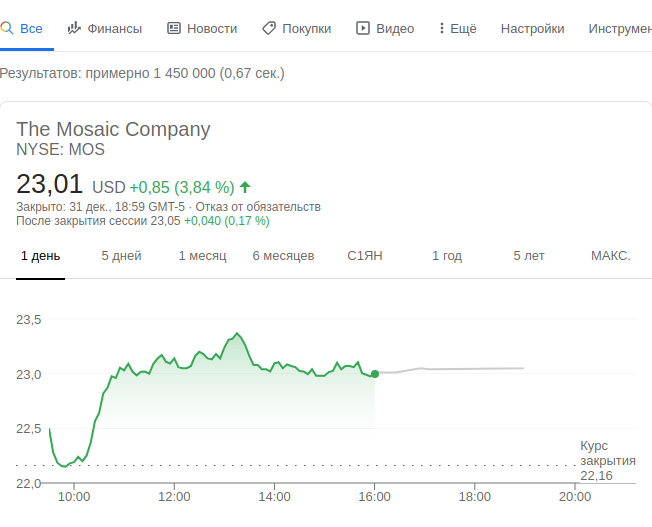 Все Финансы Новости Покупки Видео Ещё Настройки Инструмен
Результатов: примерно 1 450 000 (0,67 сек.)
The Mosaic Company
NYSE: MOS
23,01 USD +0,85 (3,84 %)
Закрыто: 31 дек., 18:59 GMT-5 · Отказ от обязательств
После закрытия сессии 23,05 +0,040 (0,17 %)
1 день 5 дней 1 месяц 6 месяцев С1ЯН 1 год 5 лет МАКС.
23,5
23,0
22,5
Курс
закрытия
22,16
22,0
10:00 12:00 14:00 16:00 18:00 20:00